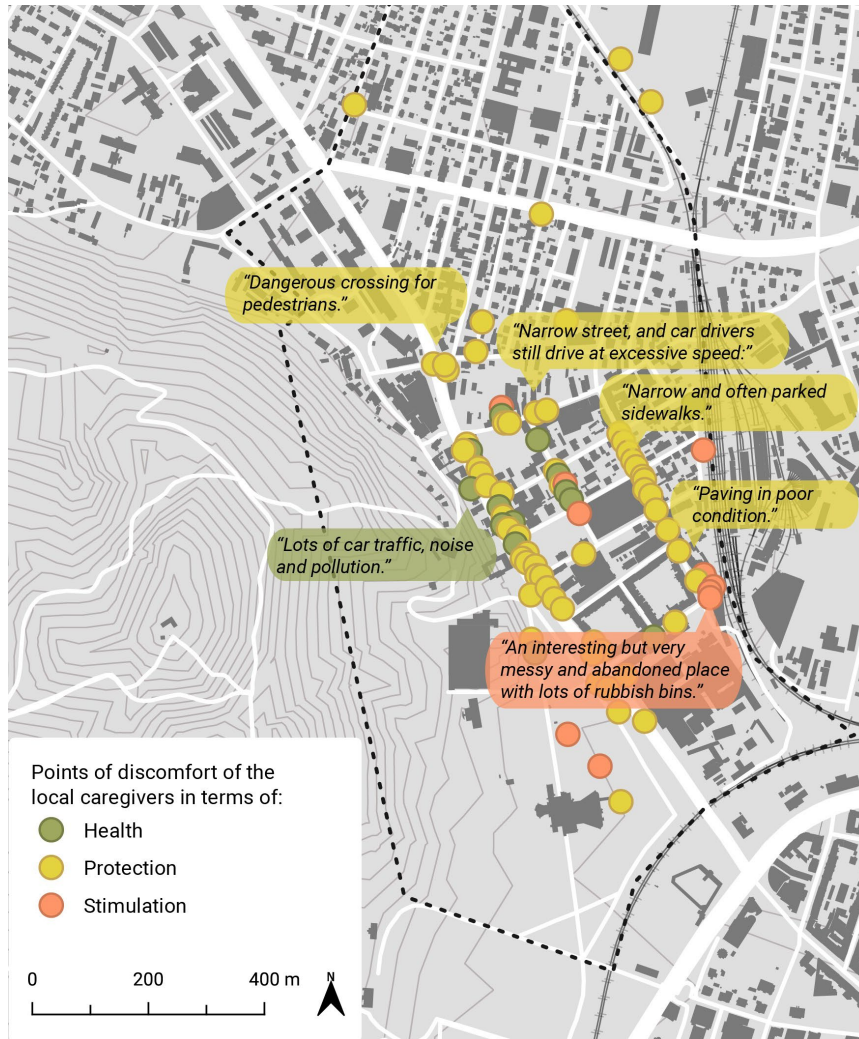 “Dangerous crossing for
pedestrians.”
“Narrow street, and car drivers
still drive at excessive speed:”
“Narrow and often parked
sidewalks.”
“Paving in poor
condition.”
“Lots of car traffic, noise
and pollution.”
“An interesting but very
messy and abandoned place
with lots of rubbish bins.”
Points of discomfort of the
local caregivers in terms of:
Health
Protection
Stimulation
0 200 400 m
N